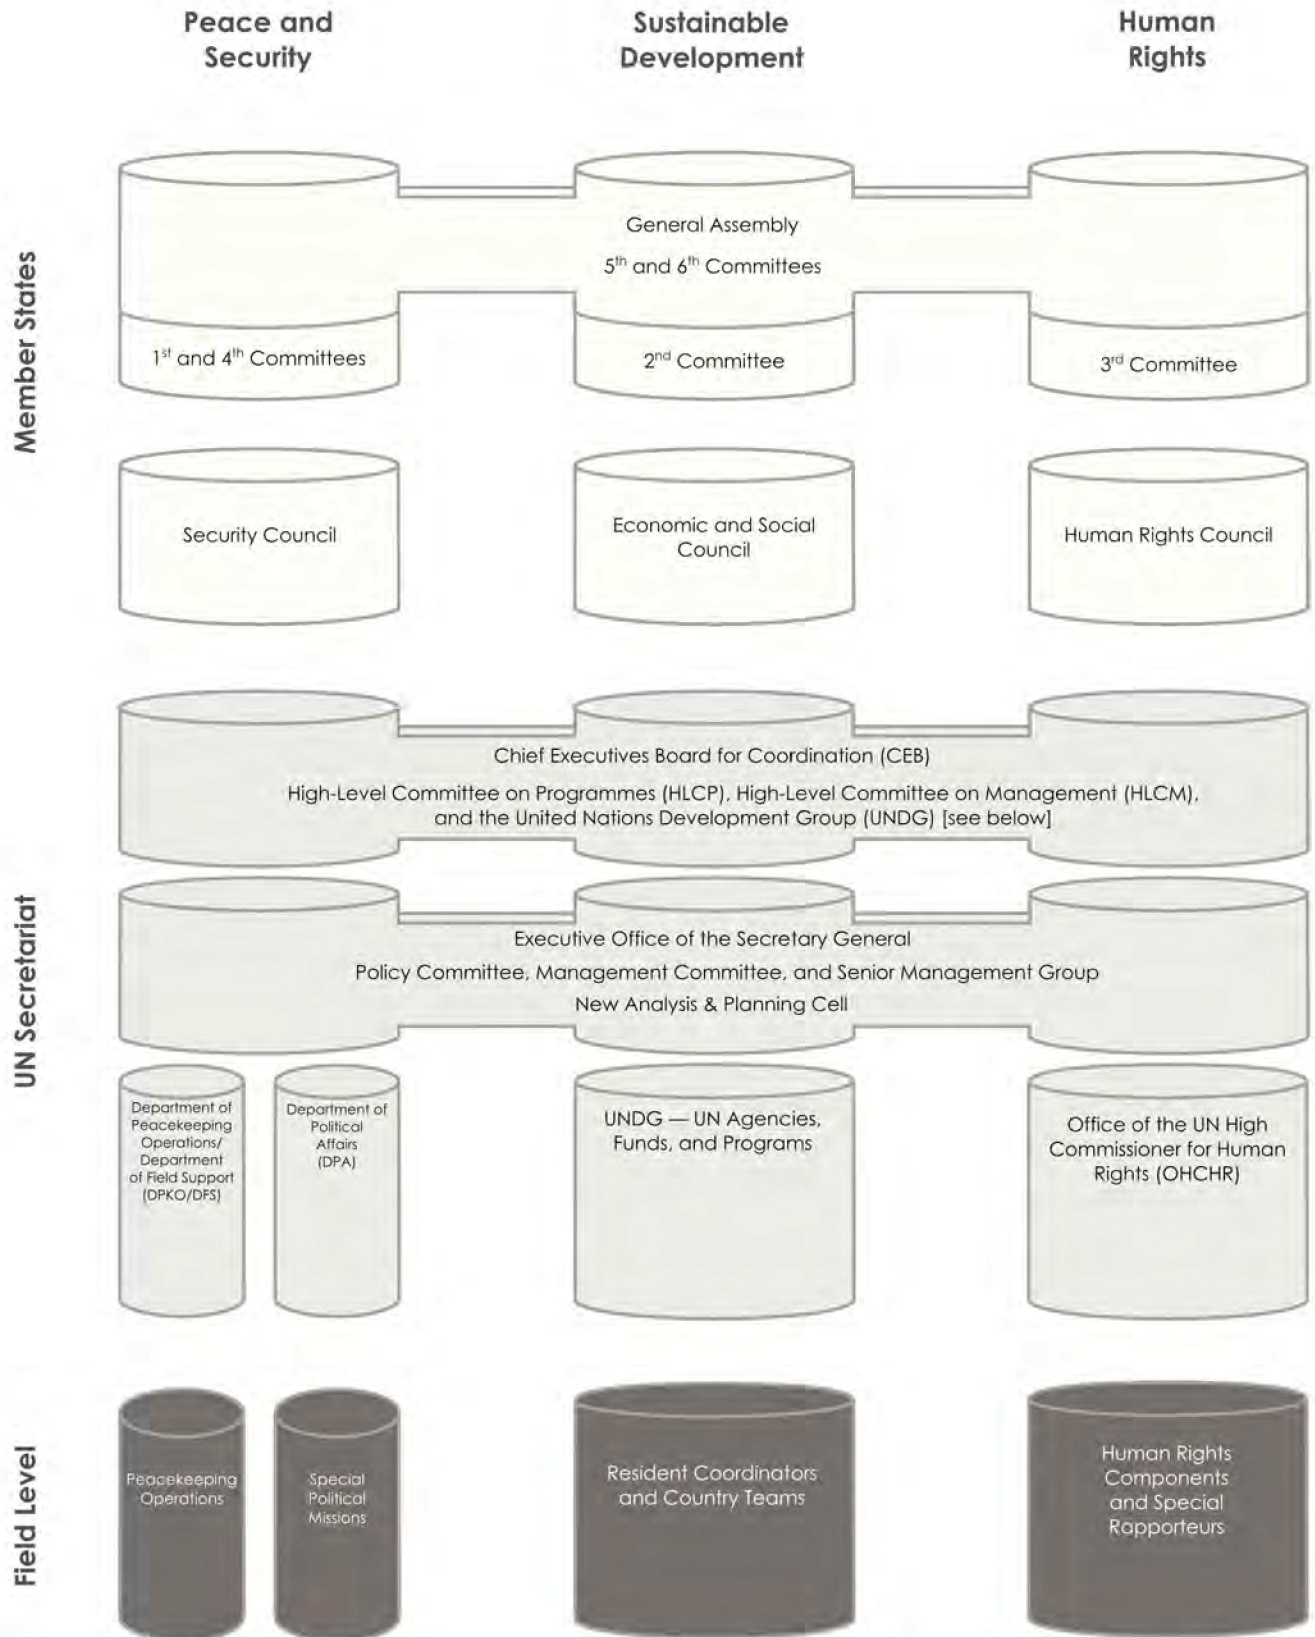 Peace and
Security
Sustainable
Development
Human
Rights
Member States
General Assembly
5th and 6th Committees
1st and 4th Committees
2nd Committee
3rd Committee
Security Council
Economic and Social
Council
Human Rights Council
UN Secretariat
Chief Executives Board for Coordination (CEB)
High-Level Committee on Programmes (HLCP), High-Level Committee on Management (HLCM),
and the United Nations Development Group (UNDG) [see below]
Executive Office of the Secretary General
Policy Committee, Management Committee, and Senior Management Group
New Analysis & Planning Cell
Department of
Peacekeeping
Operations/
Department
of Field Support
(DPKO/DFS)
Department of
Political
Affairs
(DPA)
UNDG — UN Agencies,
Funds, and Programs
Office of the UN High
Commissioner for Human
Rights (OHCHR)
Field Level
Peacekeeping
Operations
Special
Political
Missions
Resident Coordinators
and Country Teams
Human Rights
Components
and Special
Rapporteurs